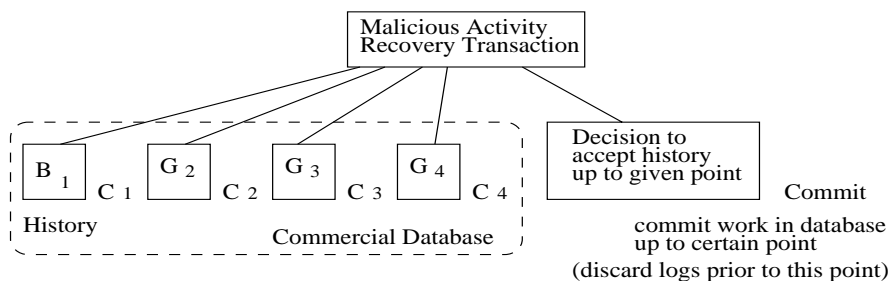 Malicious Activity
Recovery Transaction
Decision to
accept history
up to given point
B 1
C 1
G 2
C 2
G 3
C 3
G 4
C 4
Commit
History
Commercial Database
commit work in database
up to certain point
(discard logs prior to this point)